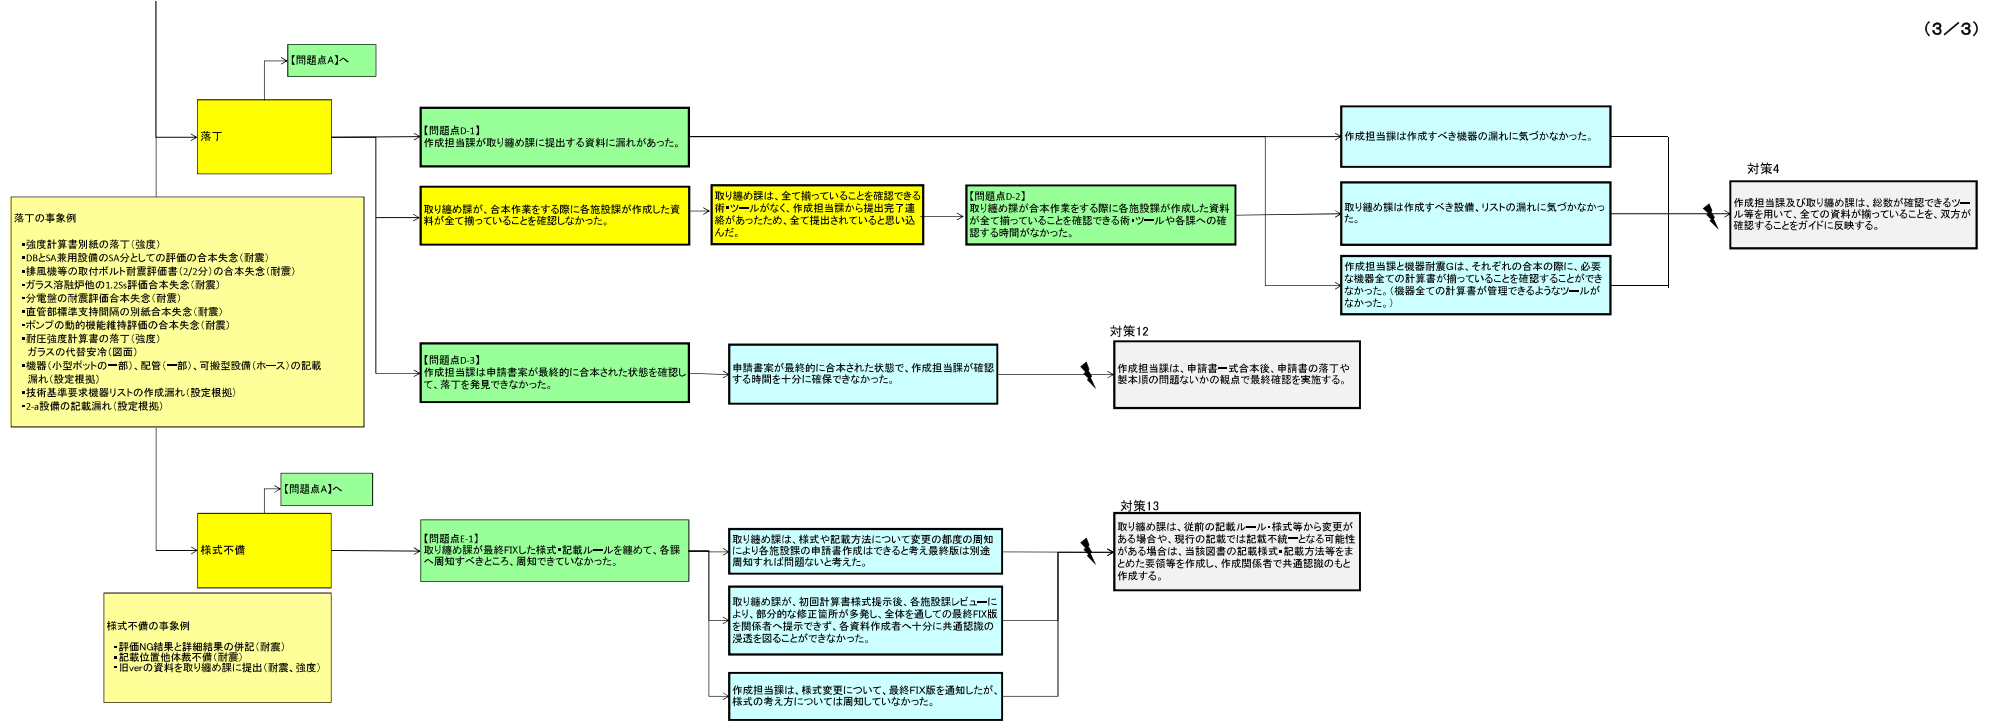 （３／３）
【問題点A】へ
落丁
【問題点D-1】
作成担当課が取り纏め課に提出する資料に漏れがあった。
作成担当課は作成すべき機器の漏れに気づかなかった。
取り纏め課が、合本作業をする際に各施設課が作成した資
料が全て揃っていることを確認しなかった。
取り纏め課は、全て揃っていることを確認できる
術・ツールがなく、作成担当課から提出完了連
絡があったため、全て提出されていると思い込
んだ。
【問題点D-2】
取り纏め課が合本作業をする際に各施設課が作成した資料
が全て揃っていることを確認できる術・ツールや各課への確
認する時間がなかった。
取り纏め課は作成すべき設備、リストの漏れに気づかなかっ
た。
作成担当課と機器耐震Gは、それぞれの合本の際に、必要
な機器全ての計算書が揃っていることを確認することができ
なかった。（機器全ての計算書が管理できるようなツールが
なかった。）
対策4
作成担当課及び取り纏め課は、総数が確認できるツー
ル等を用いて、全ての資料が揃っていることを、双方が
確認することをガイドに反映する。
落丁の事象例
・強度計算書別紙の落丁（強度）
・DBとSA兼用設備のSA分としての評価の合本失念（耐震）
・排風機等の取付ボルト耐震評価書（2/2分）の合本失念（耐震）
・ガラス溶融炉他の1.2Ss評価合本失念（耐震）
・分電盤の耐震評価合本失念（耐震）
・直管部標準支持間隔の別紙合本失念（耐震）
・ポンプの動的機能維持評価の合本失念（耐震）
・耐圧強度計算書の落丁（強度）
ガラスの代替安冷（図面）
・機器（小型ポットの一部）、配管（一部）、可搬型設備（ホース）の記載
漏れ（設定根拠）
・技術基準要求機器リストの作成漏れ（設定根拠）
・2-a設備の記載漏れ（設定根拠）
【問題点D-3】
作成担当課は申請書案が最終的に合本された状態を確認し
て、落丁を発見できなかった。
申請書案が最終的に合本された状態で、作成担当課が確認
する時間を十分に確保できなかった。
対策12
作成担当課は、申請書一式合本後、申請書の落丁や
製本順の問題ないかの観点で最終確認を実施する。
【問題点A】へ
様式不備
【問題点E-1】
取り纏め課が最終FIXした様式・記載ルールを纏めて、各課
へ周知すべきところ、周知できていなかった。
取り纏め課は、様式や記載方法について変更の都度の周知
により各施設課の申請書作成はできると考え最終版は別途
周知すれば問題ないと考えた。
取り纏め課が、初回計算書様式提示後、各施設課レビューに
より、部分的な修正箇所が多発し、全体を通しての最終FIX版
を関係者へ提示できず、各資料作成者へ十分に共通認識の
浸透を図ることができなかった。
作成担当課は、様式変更について、最終FIX版を通知したが、
様式の考え方については周知していなかった。
対策13
取り纏め課は、従前の記載ルール・様式等から変更が
ある場合や、現行の記載では記載不統一となる可能性
がある場合は、当該図書の記載様式・記載方法等をま
とめた要領等を作成し、作成関係者で共通認識のもと
作成する。
様式不備の事象例
・評価NG結果と詳細結果の併記（耐震）
・記載位置他体裁不備（耐震）
・旧verの資料を取り纏め課に提出（耐震、強度）